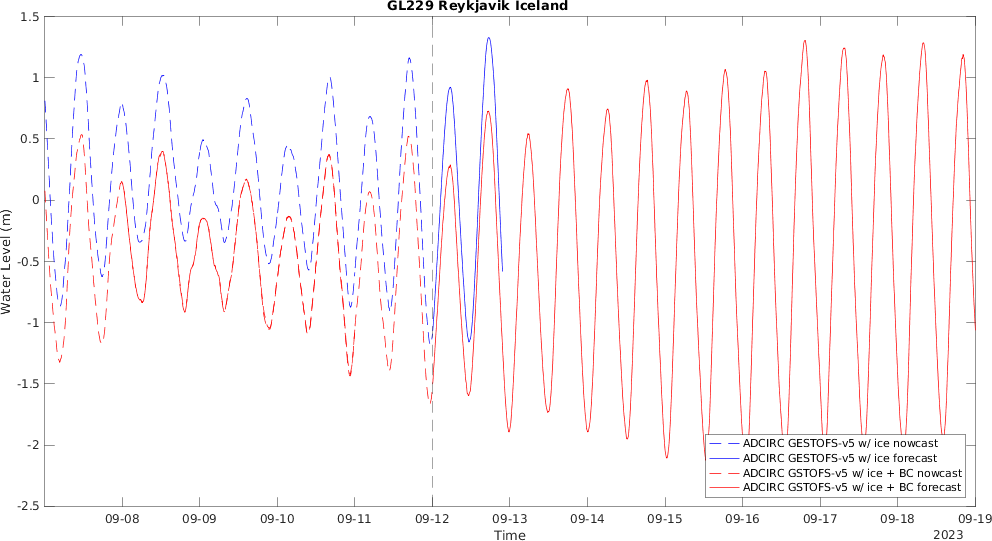 GL229 Reykjavik Iceland
1.5
1
0.5
0
-0.5
-1
-1.5
-2
-2.5
Water Level (m)
ADCIRC GESTOFS-v5 w/ ice nowcast
ADCIRC GESTOFS-v5 w/ ice forecast
ADCIRC GSTOFS-v5 w/ ice + BC nowcast
ADCIRC GSTOFS-v5 w/ ice + BC forecast
09-08 09-09 09-10 09-11 09-12 09-13 09-14 09-15 09-16 09-17 09-18 09-19
Time
2023